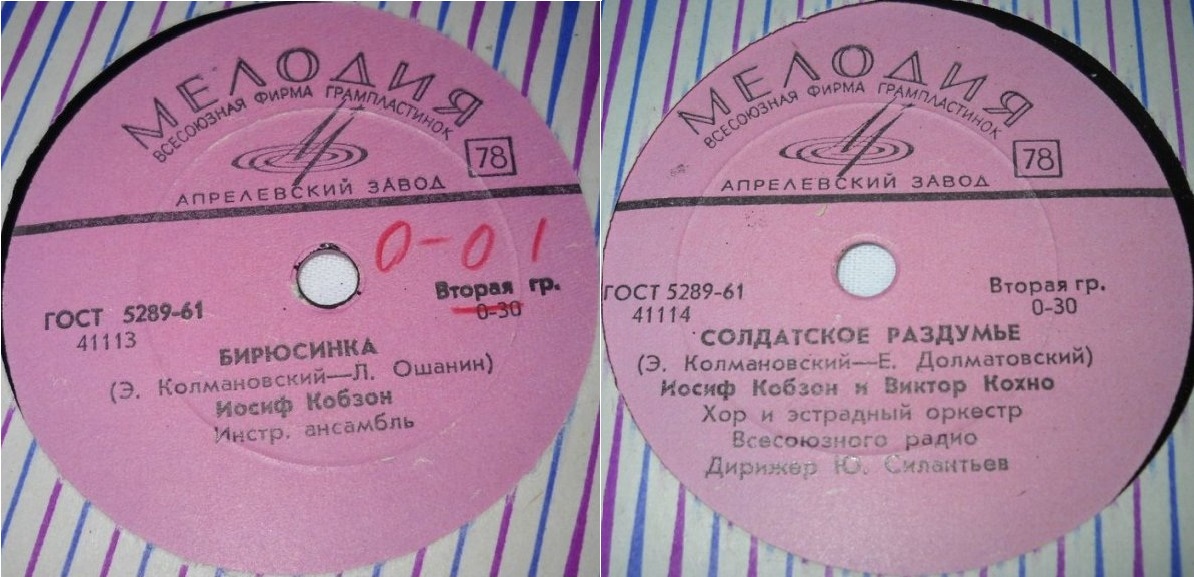 МЕЛОДИЯ
ВСЕСОЮЗНАЯ ФИРМА ГРАМПЛАСТИНОК
78
АПРЕЛЕВСКИЙ ЗАВОД
0-01
ГОСТ 5289-61
Вторая гр.
41113
0-30
БИРЮСИНКА
(Э. Колмановский—Л. Ошанин)
Иосиф Кобзон
Инстр. ансамбль
МЕЛОДИЯ
ВСЕСОЮЗНАЯ ФИРМА ГРАМПЛАСТИНОК
78
АПРЕЛЕВСКИЙ ЗАВОД
ГОСТ 5289-61
Вторая гр.
41114
0-30
СОЛДАТСКОЕ РАЗДУМЬЕ
(Э. Колмановский—Е. Долматовский)
Иосиф Кобзон и Виктор Кохно
Хор и эстрадный оркестр
Всесоюзного радио
Дирижер Ю. Силантьев